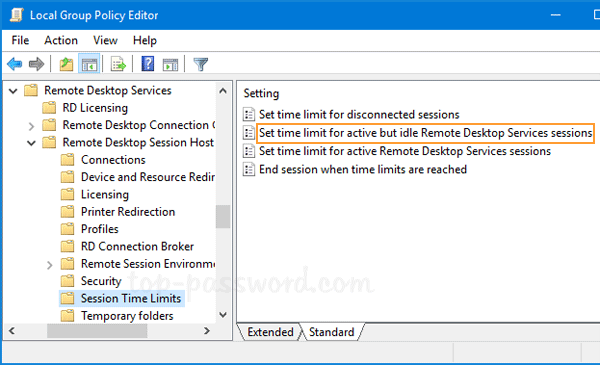 Local Group Policy Editor
File Action View Help
Remote Desktop Services
RD Licensing
Remote Desktop Connection C
Remote Desktop Session Host
Connections
Device and Resource Redir
Licensing
Printer Redirection
Profiles
RD Connection Broker
Remote Session Environme
Security
Session Time Limits
Temporary folders
Setting
Set time limit for disconnected sessions
Set time limit for active but idle Remote Desktop Services sessions
Set time limit for active Remote Desktop Services sessions
End session when time limits are reached
Extended Standard
top-password.com